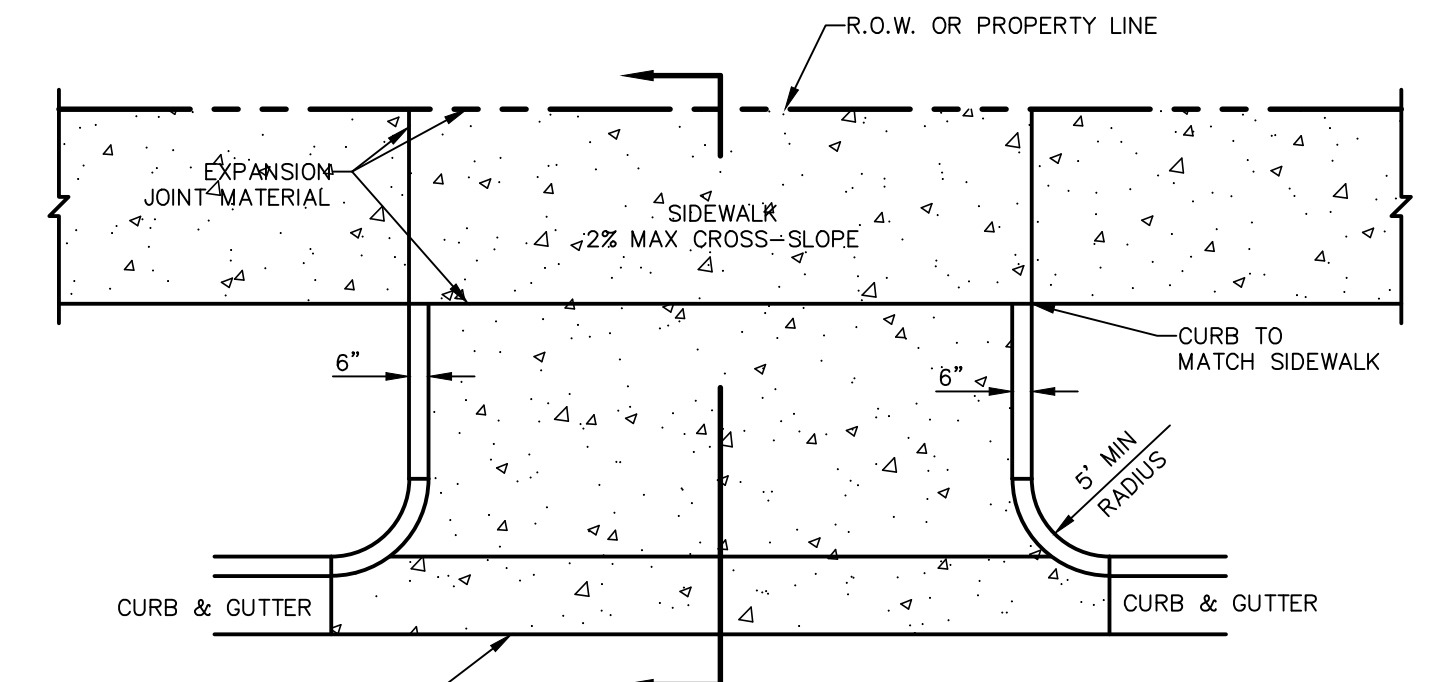 R.O.W. OR PROPERTY LINE
EXPANSION
JOINT MATERIAL
SIDEWALK
2% MAX CROSS-SLOPE
CURB TO
MATCH SIDEWALK
6"
6"
5' MIN
RADIUS
CURB & GUTTER
CURB & GUTTER